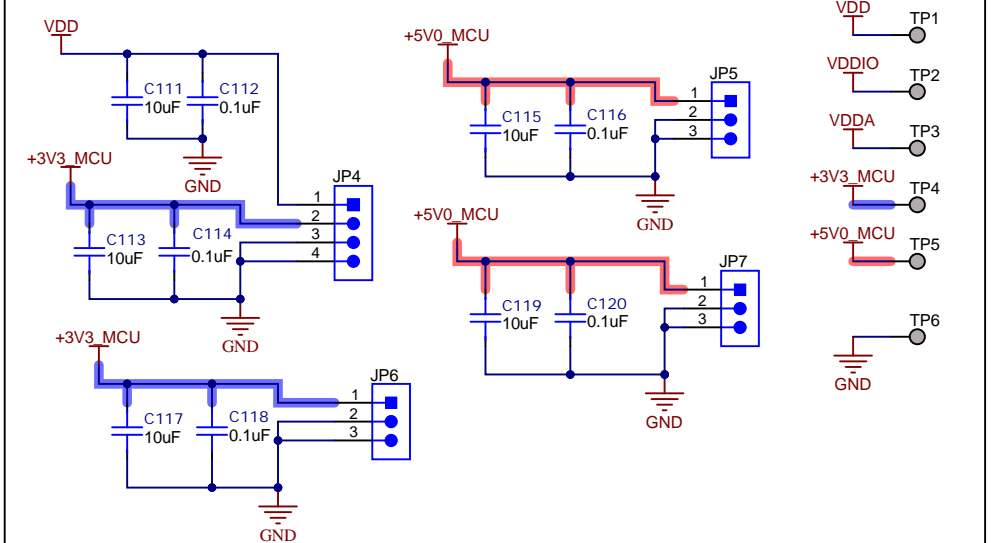 VDD
C111
10uF
C112
0.1uF
GND
+3V3_MCU
C113
10uF
C114
0.1uF
GND
JP4
1
2
3
4
+3V3_MCU
C117
10uF
C118
0.1uF
GND
JP6
1
2
3
+5V0_MCU
C115
10uF
C116
0.1uF
GND
JP5
1
2
3
+5V0_MCU
C119
10uF
C120
0.1uF
GND
JP7
1
2
3
VDD
TP1
VDDIO
TP2
VDDA
TP3
+3V3_MCU
TP4
+5V0_MCU
TP5
TP6
GND